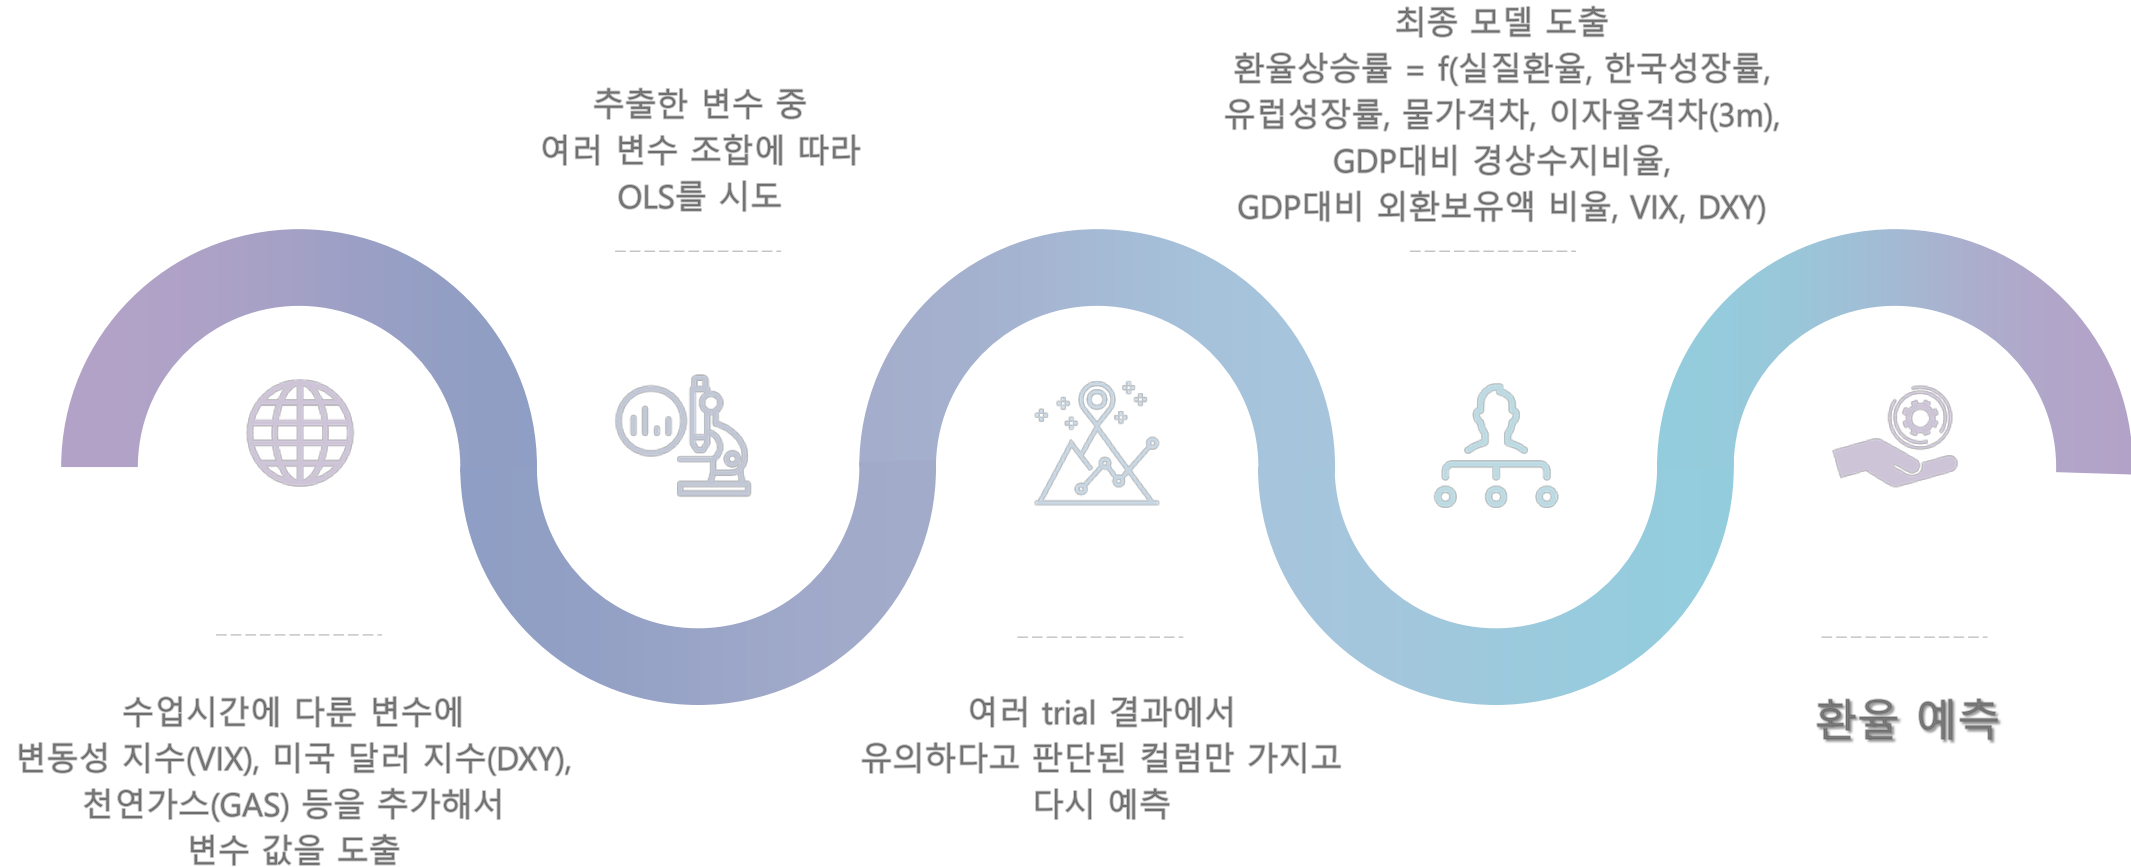 수업시간에 다룬 변수에
변동성 지수(VIX), 미국 달러 지수(DXY),
천연가스(GAS) 등을 추가해서
변수 값을 도출
추출한 변수 중
여러 변수 조합에 따라
OLS를 시도
여러 trial 결과에서
유의하다고 판단된 컬럼만 가지고
다시 예측
최종 모델 도출
환율상승률 = f(실질환율, 한국성장률,
유럽성장률, 물가격차, 이자율격차(3m),
GDP대비 경상수지비율,
GDP대비 외환보유액 비율, VIX, DXY)
환율 예측